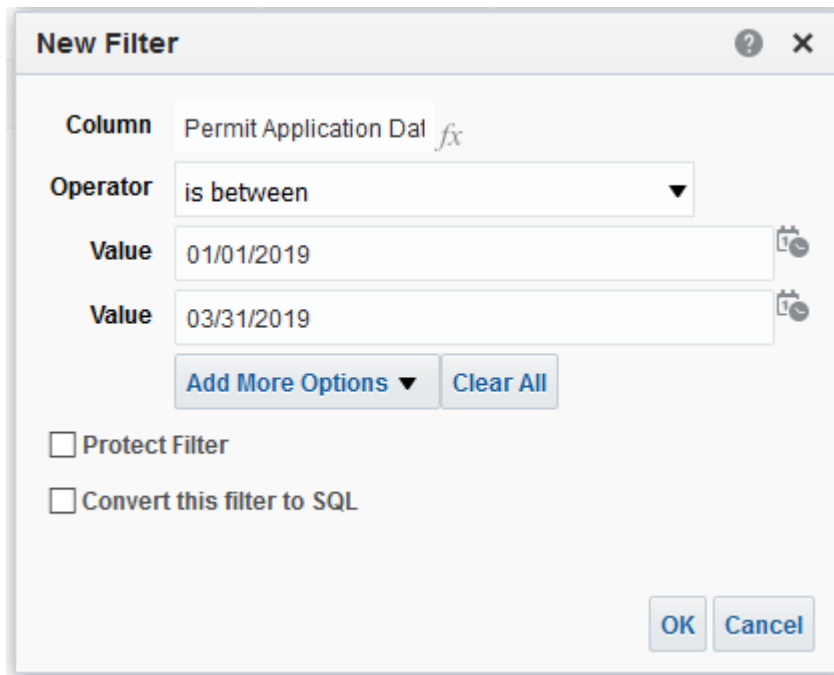 New Filter
Column Permit Application Dat fx
Operator is between
Value 01/01/2019
Value 03/31/2019
Add More Options Clear All
Protect Filter
Convert this filter to SQL
OK Cancel